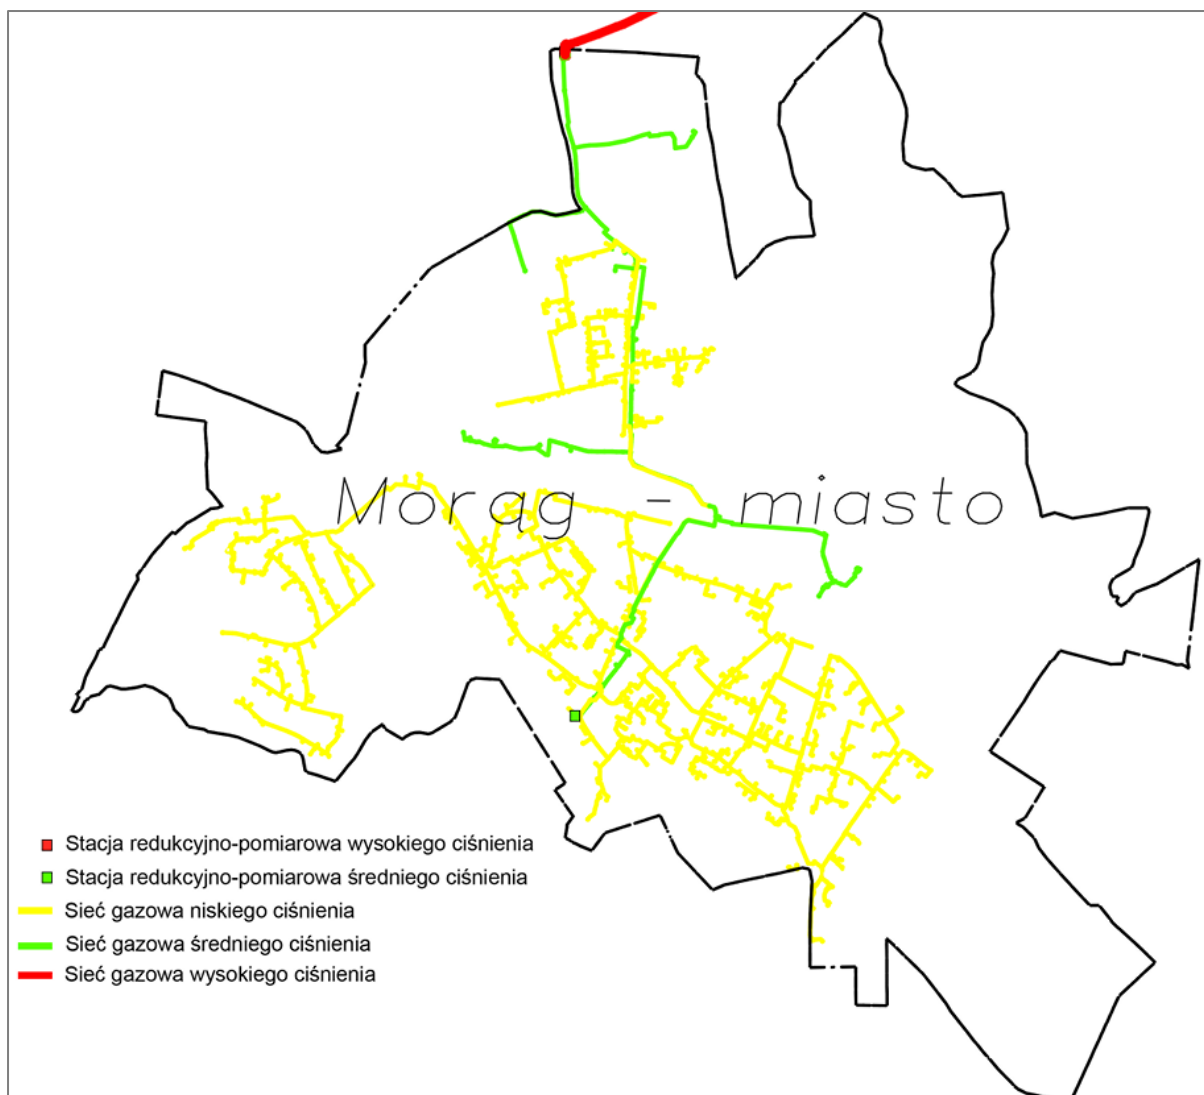 Morąg - miasto
Stacja redukcyjno-pomiarowa wysokiego ciśnienia
Stacja redukcyjno-pomiarowa średniego ciśnienia
Sieć gazowa niskiego ciśnienia
Sieć gazowa średniego ciśnienia
Sieć gazowa wysokiego ciśnienia